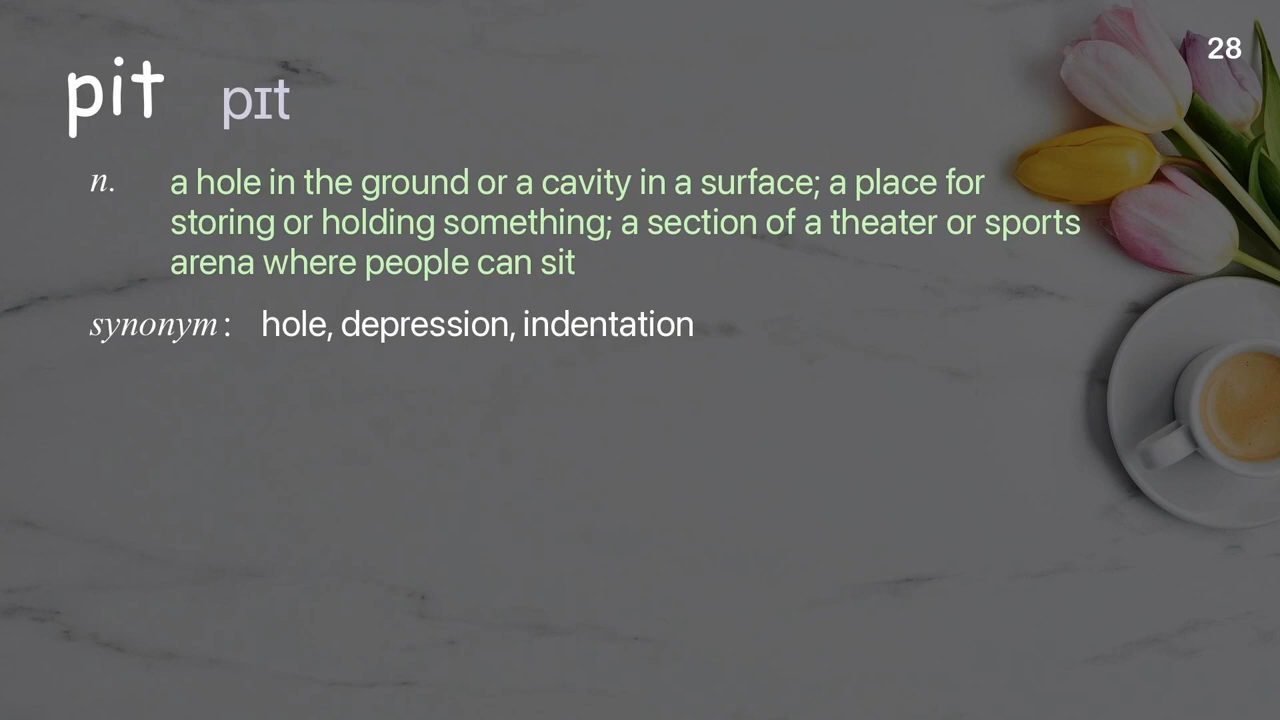 28
pit pɪt
n. a hole in the ground or a cavity in a surface; a place for
storing or holding something; a section of a theater or sports
arena where people can sit
synonym: hole, depression, indentation